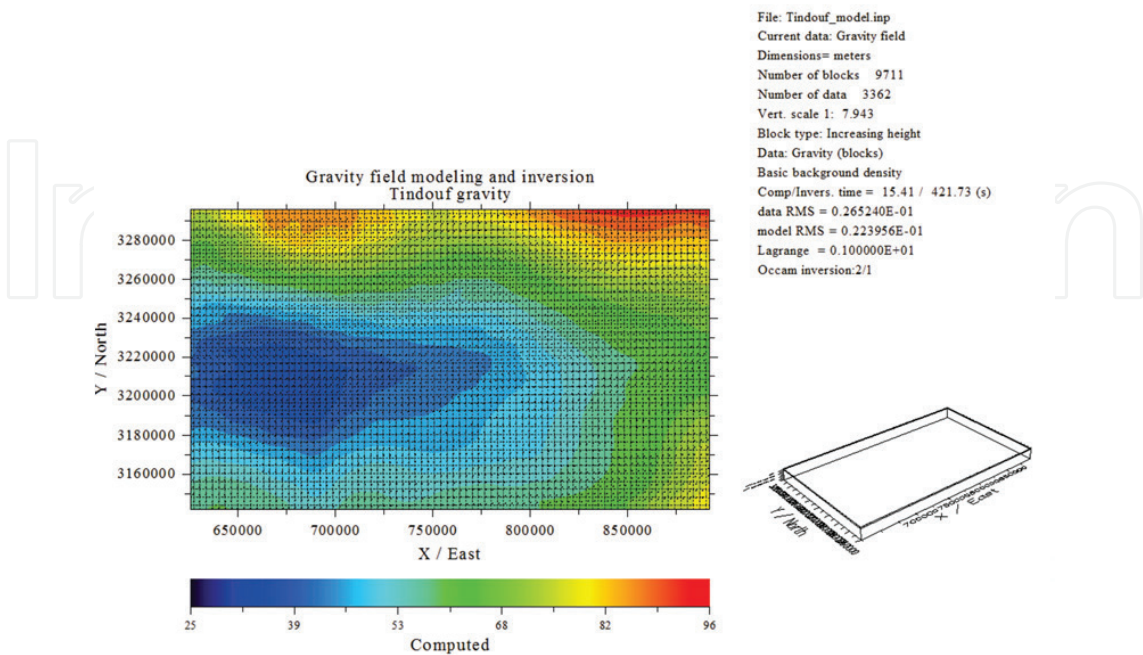 File: Tindouf_model.inp
Current data: Gravity field
Dimensions= meters
Number of blocks 9711
Number of data 3362
Vert. scale 1: 7.943
Block type: Increasing height
Data: Gravity (blocks)
Basic background density
Comp/Invers. time = 15.41 / 421.73 (s)
data RMS = 0.265240E-01
model RMS = 0.223956E-01
Lagrange = 0.100000E+01
Occam inversion:2/1
Gravity field modeling and inversion
Tindouf gravity
Y / North
3280000
3260000
3240000
3220000
3200000
3180000
3160000
650000 700000 750000 800000 850000
X / East
25 39 53 68 82 96
Computed
Y / North
X / East